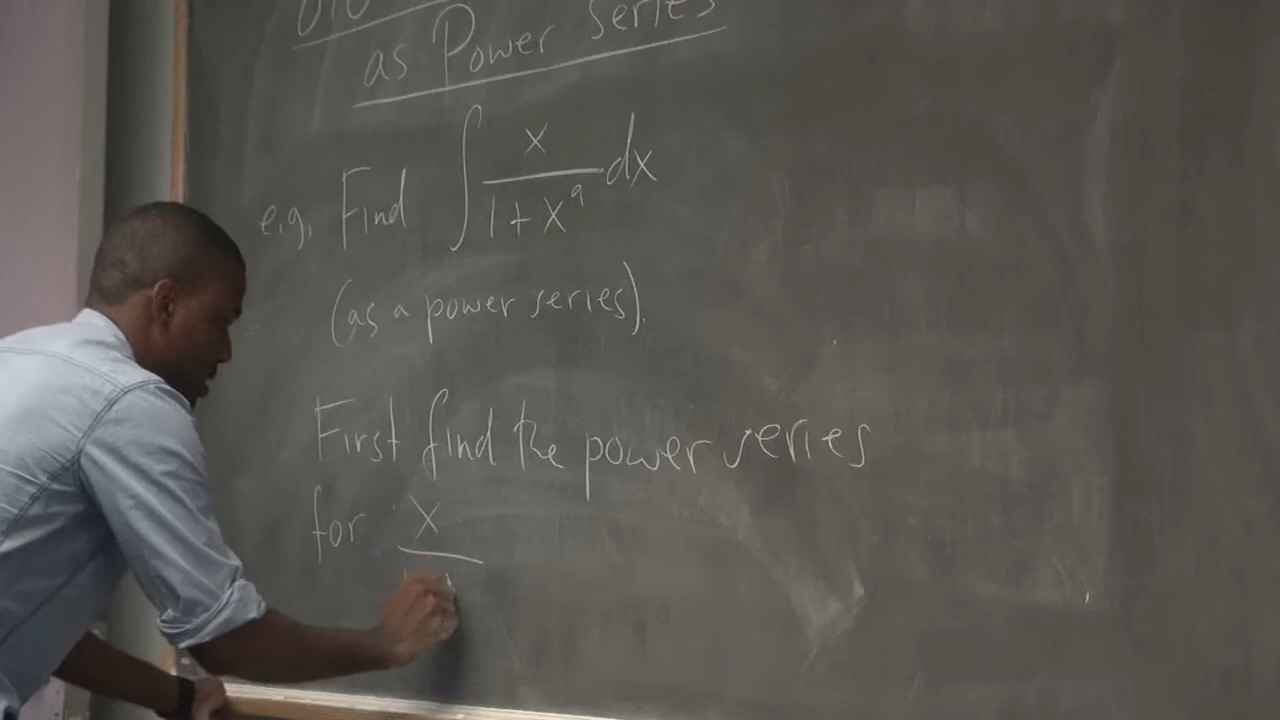 as Power Series
e.g. Find ∫ x/(1+x⁹) dx
(as a power series).
First find the power series
for x